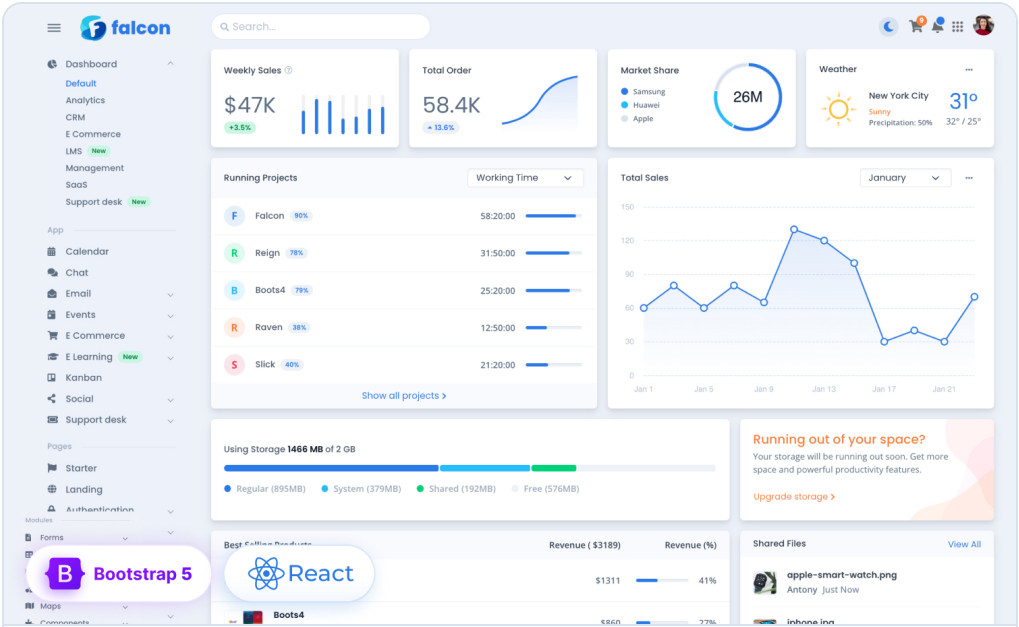 falcon
Search...
9
Dashboard
Default
Analytics
CRM
E Commerce
LMS New
Management
SaaS
Support desk New
App
Calendar
Chat
Email
Events
E Commerce
E Learning New
Kanban
Social
Support desk
Pages
Starter
Landing
Authentication
Modules
Forms
Maps
Components
B Bootstrap 5
React
Weekly Sales
$47K
+3.5%
Total Order
58.4K
13.6%
Market Share
Samsung
Huawei
Apple
26M
Weather
New York City
Sunny
Precipitation: 50%
31°
32° / 25°
Running Projects
Working Time
F Falcon 90% 58:20:00
R Reign 78% 31:50:00
B Boots4 79% 25:20:00
R Raven 38% 12:50:00
S Slick 40% 21:20:00
Show all projects
Total Sales
January
150
120
90
60
30
0
Jan 1 Jan 5 Jan 9 Jan 13 Jan 17 Jan 21
Using Storage 1466 MB of 2 GB
Regular (895MB) System (379MB) Shared (192MB) Free (576MB)
Running out of your space?
Your storage will be running out soon. Get more
space and powerful productivity features.
Upgrade storage
Best Selling Products Revenue ( $3189) Revenue (%)
$1311 41%
Boots4
$860 27%
Shared Files View All
apple-smart-watch.png
Antony Just Now
iphone.jpg